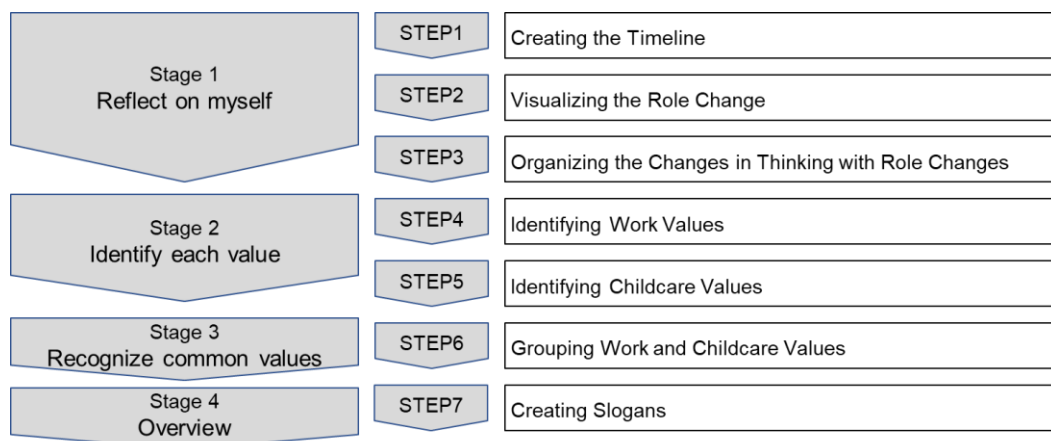 Stage 1
Reflect on myself
STEP1
Creating the Timeline
STEP2
Visualizing the Role Change
STEP3
Organizing the Changes in Thinking with Role Changes
Stage 2
Identify each value
STEP4
Identifying Work Values
STEP5
Identifying Childcare Values
Stage 3
Recognize common values
STEP6
Grouping Work and Childcare Values
Stage 4
Overview
STEP7
Creating Slogans